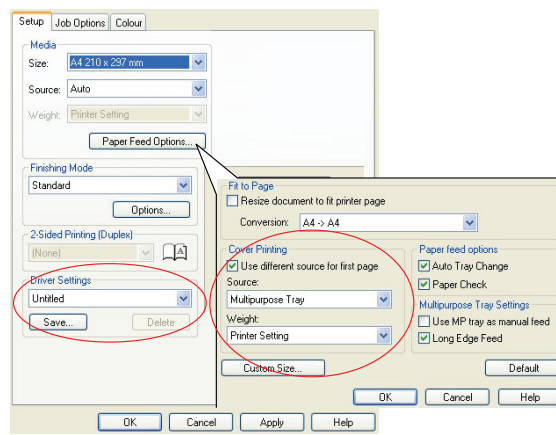 Setup
Job Options
Colour
Media
Size: A4 210 x 297 mm
Source: Auto
Weight: Printer Setting
Paper Feed Options...
Finishing Mode
Standard
Options...
2-Sided Printing (Duplex)
(None)
A
Driver Settings
Untitled
Save... Delete
OK Cancel Apply Help
Fit to Page
Resize document to fit printer page
Conversion: A4 -> A4
Cover Printing
Use different source for first page
Source:
Multipurpose Tray
Weight:
Printer Setting
Custom Size...
Paper feed options
Auto Tray Change
Paper Check
Multipurpose Tray Settings
Use MP tray as manual feed
Long Edge Feed
Default
OK Cancel Help